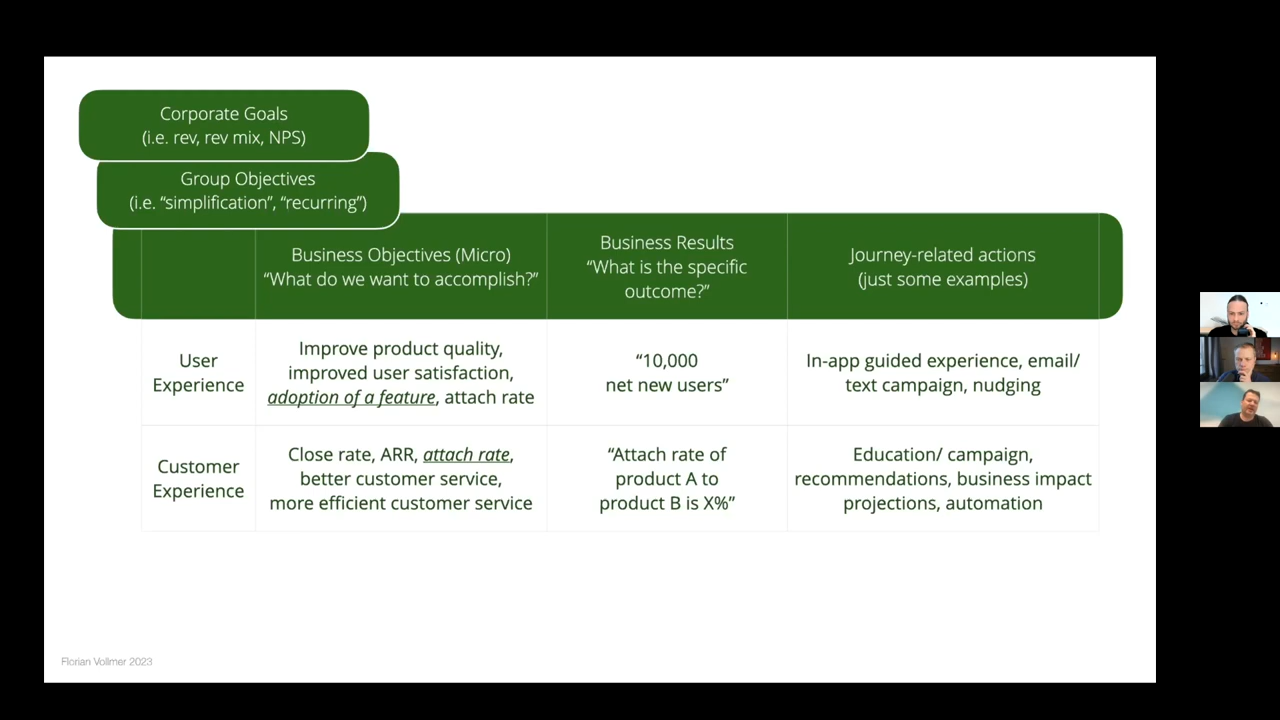 Corporate Goals
(i.e. rev, rev mix, NPS)
Group Objectives
(i.e. “simplification”, “recurring”)
Business Objectives (Micro)
“What do we want to accomplish?”
Business Results
“What is the specific
outcome?”
Journey-related actions
(just some examples)
User
Experience
Improve product quality,
improved user satisfaction,
adoption of a feature, attach rate
“10,000
net new users”
In-app guided experience, email/
text campaign, nudging
Customer
Experience
Close rate, ARR, attach rate,
better customer service,
more efficient customer service
“Attach rate of
product A to
product B is X%”
Education/ campaign,
recommendations, business impact
projections, automation
Florian Vollmer 2023